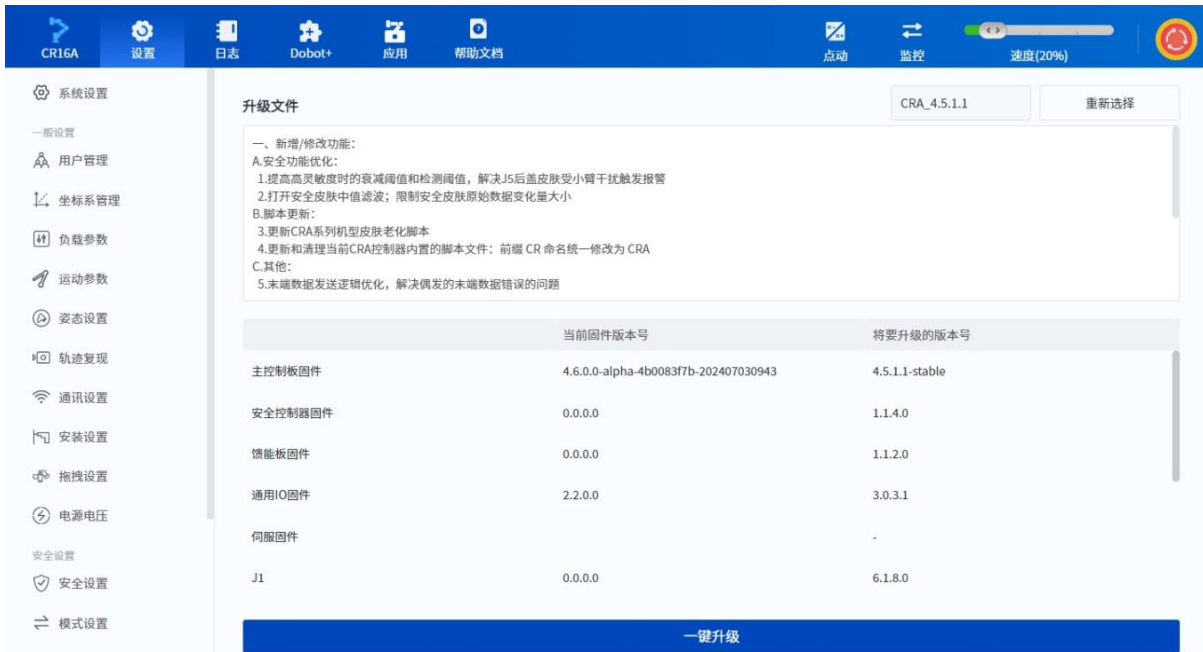 CR16A
设置
日志
Dobot+
应用
帮助文档
点动
监控
速度(20%)
系统设置
一般设置
用户管理
坐标系管理
负载参数
运动参数
姿态设置
轨迹复现
通讯设置
安装设置
拖拽设置
电源电压
安全设置
安全设置
模式设置
升级文件
CRA_4.5.1.1
重新选择
一、新增/修改功能：
A.安全功能优化：
1.提高高灵敏度时的衰减阈值和检测阈值，解决J5后盖皮肤受小臂干扰触发报警
2.打开安全皮肤中值滤波；限制安全皮肤原始数据变化量大小
B.脚本更新：
3.更新CRA系列机型皮肤老化脚本
4.更新和清理当前CRA控制器内置的脚本文件：前缀 CR 命名统一修改为 CRA
C.其他：
5.末端数据发送逻辑优化，解决偶发的末端数据错误的问题
当前固件版本号 将要升级的版本号
主控制板固件 4.6.0.0-alpha-4b0083f7b-202407030943 4.5.1.1-stable
安全控制器固件 0.0.0.0 1.1.4.0
馈能板固件 0.0.0.0 1.1.2.0
通用IO固件 2.2.0.0 3.0.3.1
伺服固件 -
J1 0.0.0.0 6.1.8.0
一键升级